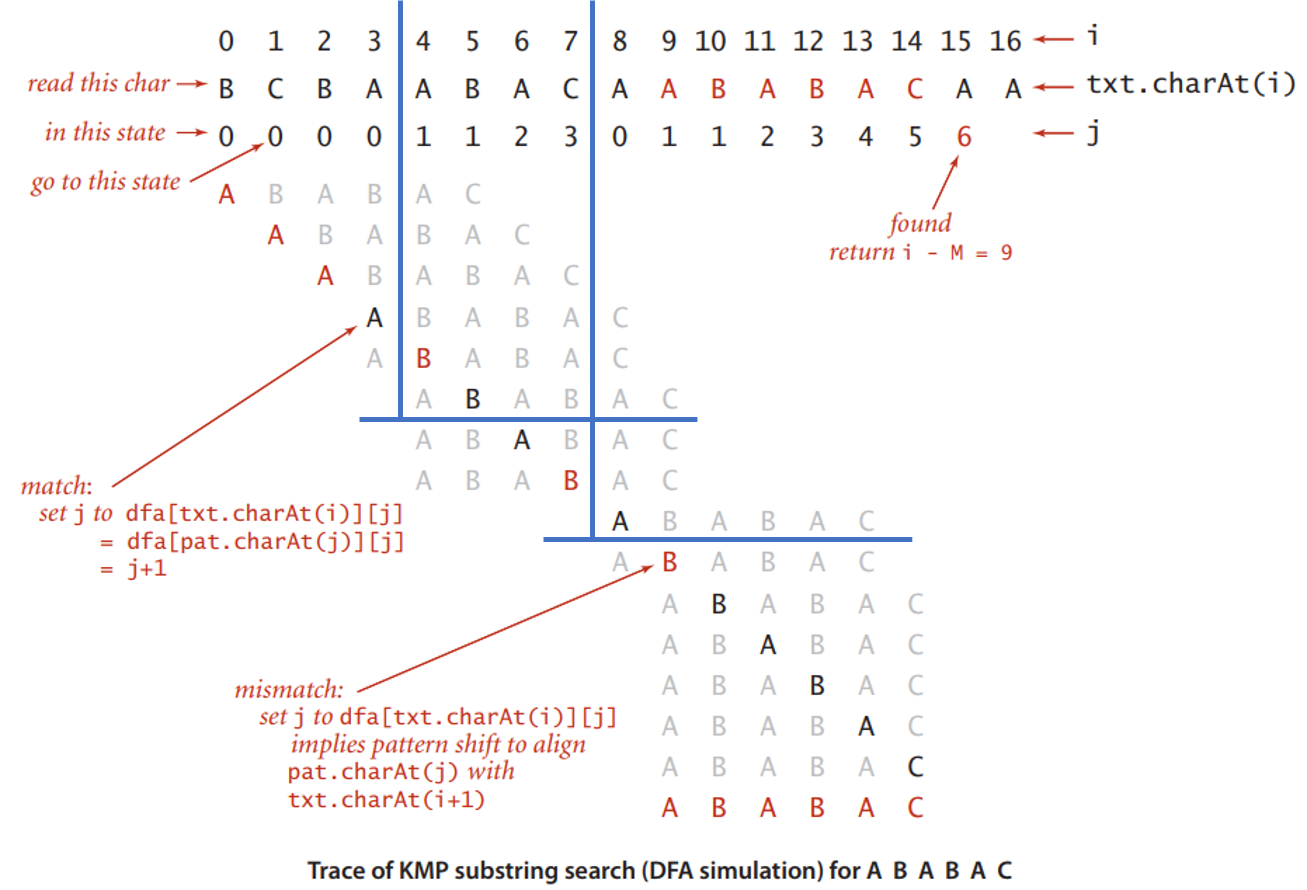 0 1 2 3 4 5 6 7 8 9 10 11 12 13 14 15 16 i
read this char B C B A A B A C A A B A B A C A A txt.charAt(i)
in this state 0 0 0 0 1 1 2 3 0 1 1 2 3 4 5 6 j
go to this state
A B A B A C
found
A B A B A C
return i - M = 9
A B A B A C
A B A B A C
A B A B A C
A B A B A C
A B A B A C
match:
A B A B A C
set j to dfa[txt.charAt(i)][j]
A B A B A C
= dfa[pat.charAt(j)][j]
= j+1
A B A B A C
A B A B A C
A B A B A C
mismatch:
A B A B A C
set j to dfa[txt.charAt(i)][j]
implies pattern shift to align
A B A B A C
pat.charAt(j) with
A B A B A C
txt.charAt(i+1)
A B A B A C
Trace of KMP substring search (DFA simulation) for A B A B A C